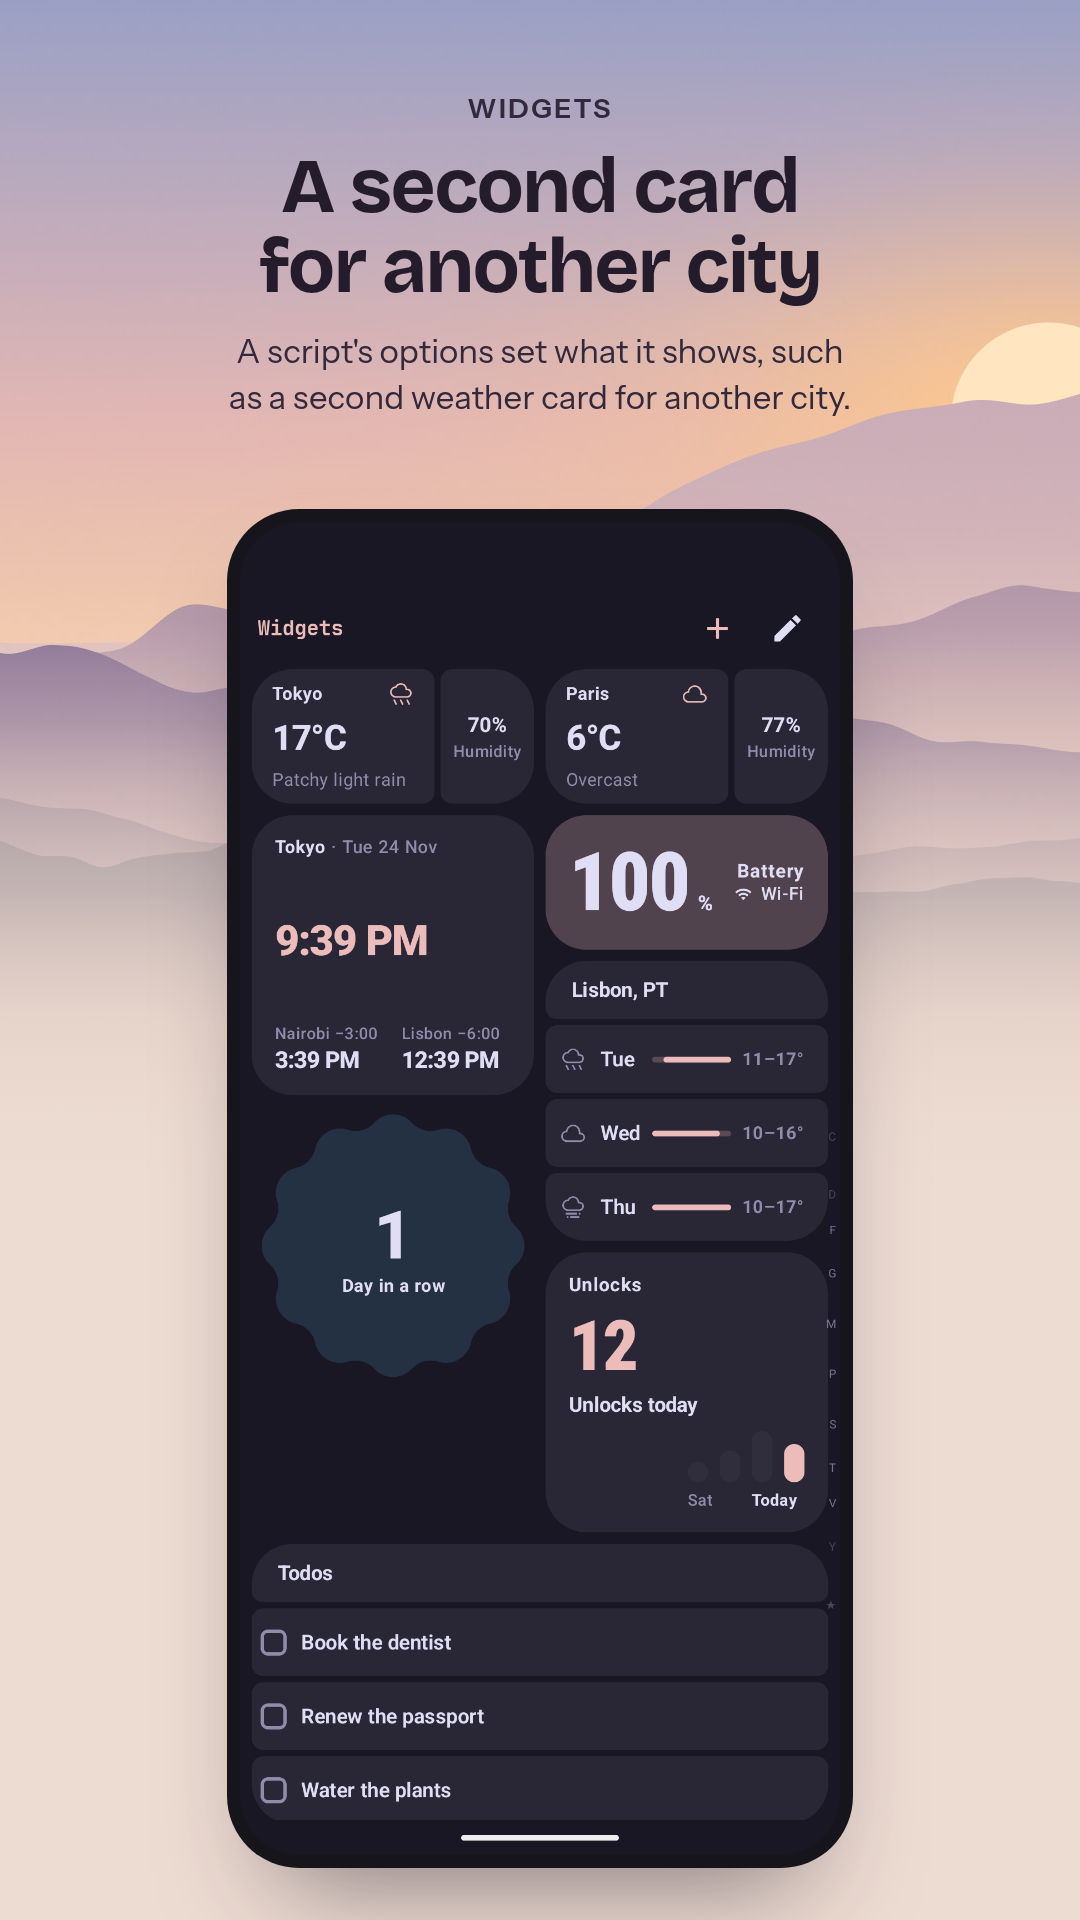 WIDGETS
A second card
for another city
A script's options set what it shows, such
as a second weather card for another city.
Widgets
Tokyo
17°C
Patchy light rain
70%
Humidity
Paris
6°C
Overcast
77%
Humidity
Tokyo · Tue 24 Nov
9:39 PM
Nairobi −3:00
3:39 PM
Lisbon −6:00
12:39 PM
100 %
Battery
Wi-Fi
Lisbon, PT
Tue 11–17°
Wed 10–16°
Thu 10–17°
1
Day in a row
Unlocks
12
Unlocks today
Sat Today
C
D
F
G
M
P
S
T
V
Y
★
Todos
Book the dentist
Renew the passport
Water the plants